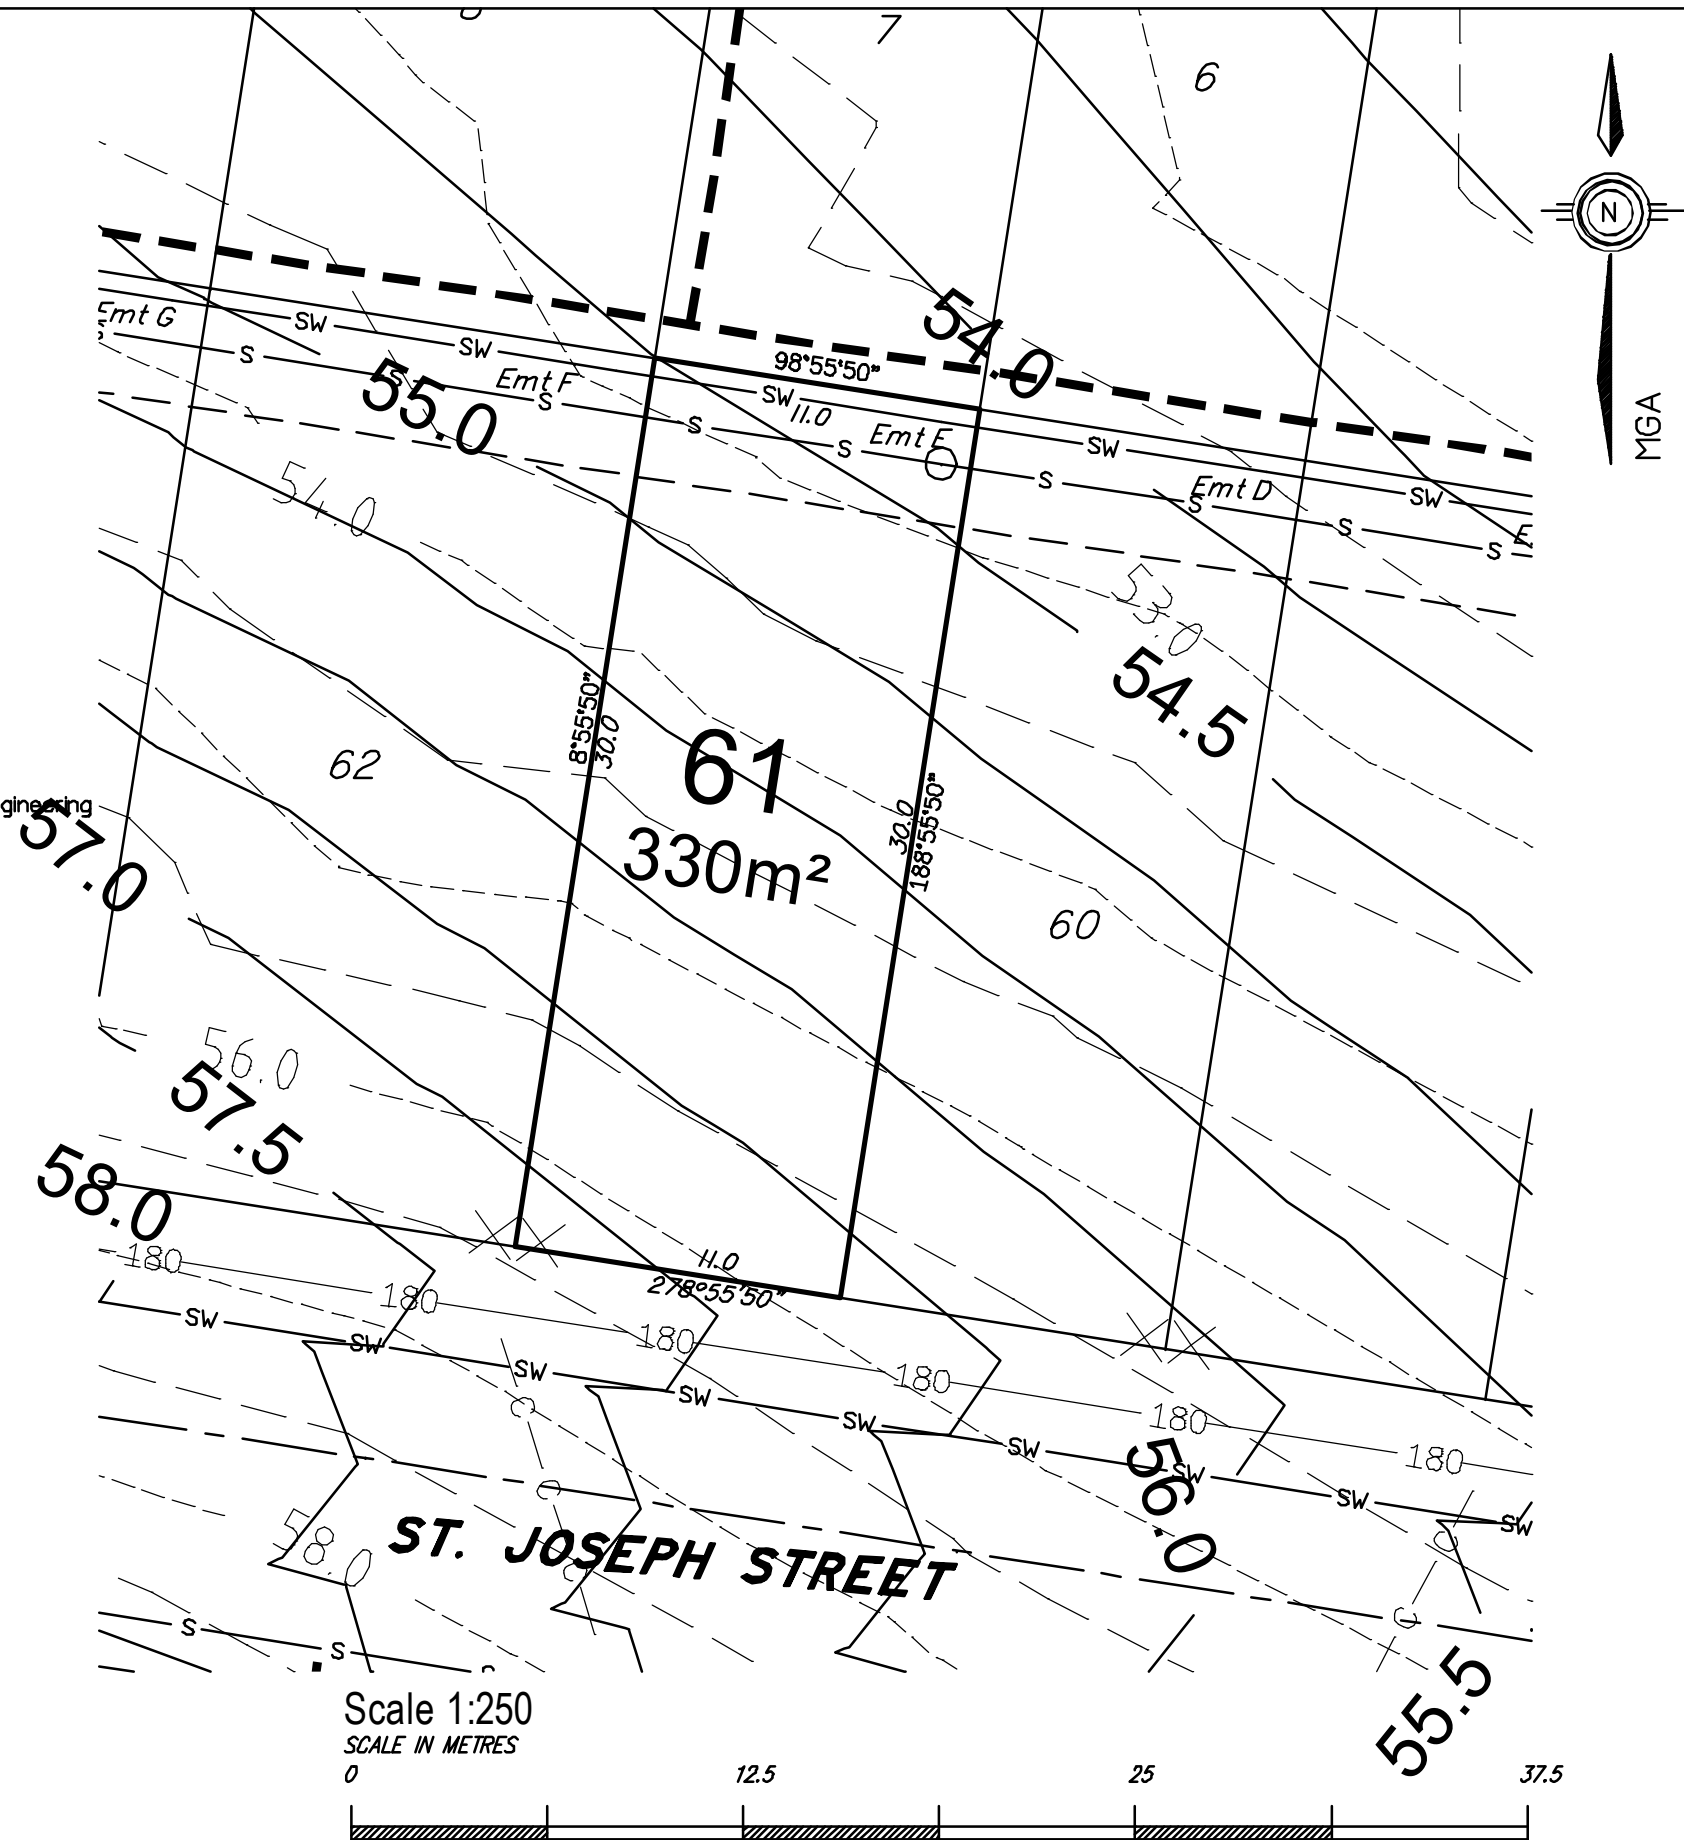 7
6
N
MGA
Emt G
SW
SW
S
S
S
Emt F
S
55.0
98°55'50"
SW
11.0
S
S
Emt E
54.0
SW
S
Emt D
S
SW
S
S
E
54.0
53.0
54.5
8°55'50"
30.0
61
330m²
30.0
188°55'50"
62
60
gineering
57.0
56.0
57.5
58.0
11.0
278°55'50"
180
180
180
180
180
180
SW
SW
SW
SW
SW
SW
SW
SW
SW
56.0
58.0
ST. JOSEPH STREET
S
S
55.5
Scale 1:250
SCALE IN METRES
0
12.5
25
37.5